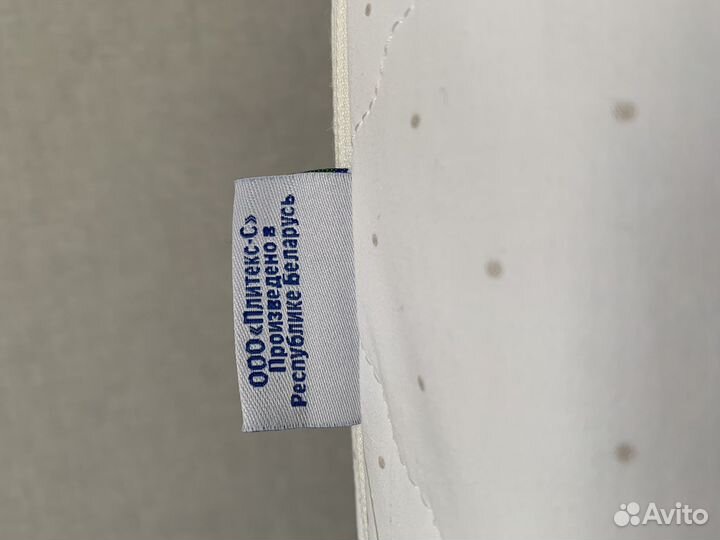 ООО «Плитекс-С»
Произведено в
Республике Беларусь
Avito